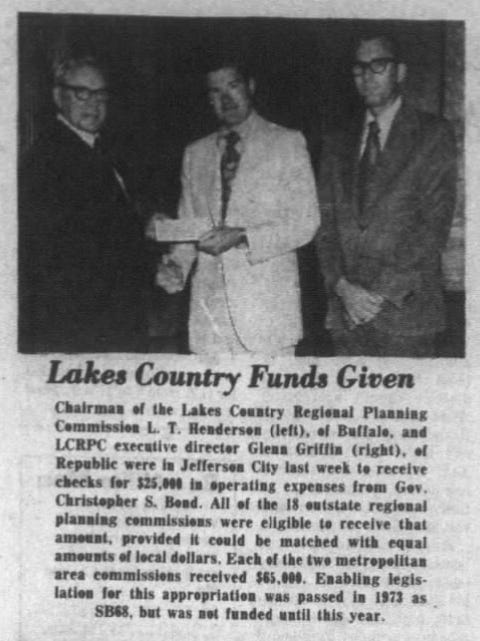 Lakes Country Funds Given
Chairman of the Lakes Country Regional Planning
Commission L. T. Henderson (left), of Buffalo, and
LCRPC executive director Glenn Griffin (right), of
Republic were in Jefferson City last week to receive
checks for $25,000 in operating expenses from Gov.
Christopher S. Bond. All of the 18 outstate regional
planning commissions were eligible to receive that
amount, provided it could be matched with equal
amounts of local dollars. Each of the two metropolitan
area commissions received $65,000. Enabling legis-
lation for this appropriation was passed in 1973 as
SB68, but was not funded until this year.